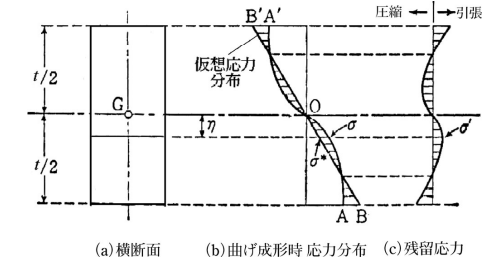 B'A'
圧縮 引張
仮想応力
分布
t/2
G
O
η
σ
σ'
σ*
t/2
A B
(a)横断面 (b)曲げ成形時 応力分布 (c)残留応力